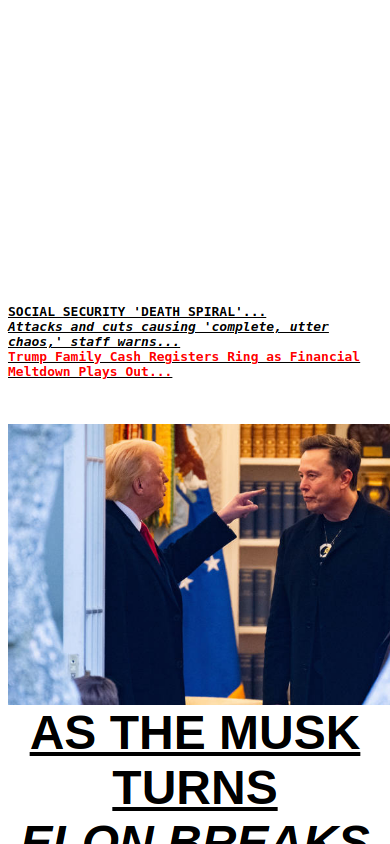 SOCIAL SECURITY 'DEATH SPIRAL'...
Attacks and cuts causing 'complete, utter
chaos,' staff warns...
Trump Family Cash Registers Ring as Financial
Meltdown Plays Out...
AS THE MUSK
TURNS
ELON BREAKS